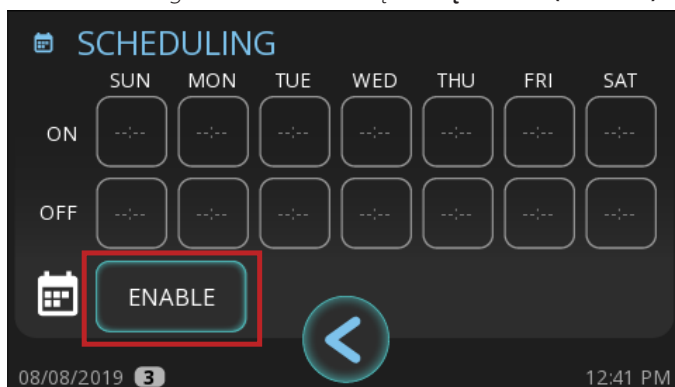 SCHEDULING
SUN MON TUE WED THU FRI SAT
ON --:-- --:-- --:-- --:-- --:-- --:-- --:--
OFF --:-- --:-- --:-- --:-- --:-- --:-- --:--
ENABLE
08/08/2019 3 12:41 PM